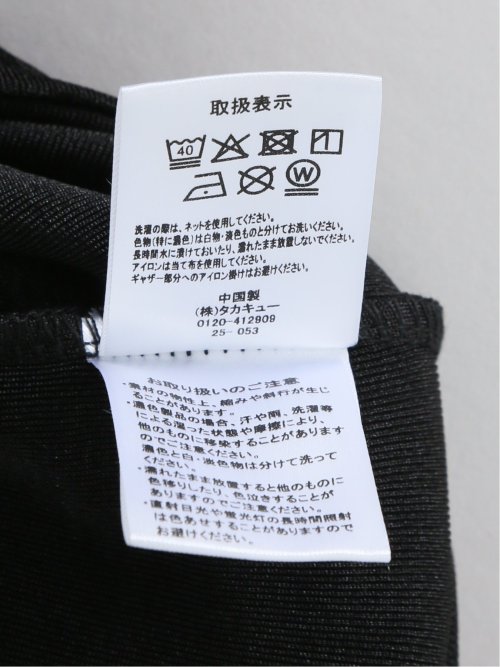 取扱表示
40
W
洗濯の際は、ネットを使用してください。
色物(特に濃色)は白物・淡色ものと分けてお洗いください。
長時間水に漬けておいたり、濡れたまま放置しないでください。
アイロンは当て布を使用してください。
ギャザー部分へのアイロン掛けはお避けください。
中国製
(株)タカキュー
0120-412909
25-053
お取り扱いのご注意
・素材の物性上、縮みや斜行が生じ
ることがあります。
・濃色製品の場合、汗や雨、洗濯等
による湿った状態や摩擦により、
他のものに移染することがあります
のでご注意ください。
濃色と白・淡色物は分けて洗って
ください。
・濡れたまま放置すると他のものに
色移りしたり、色泣きすることが
ありますのでご注意ください。
・直射日光や蛍光灯の長時間照射
は色あせすることがありますので
お避けください。